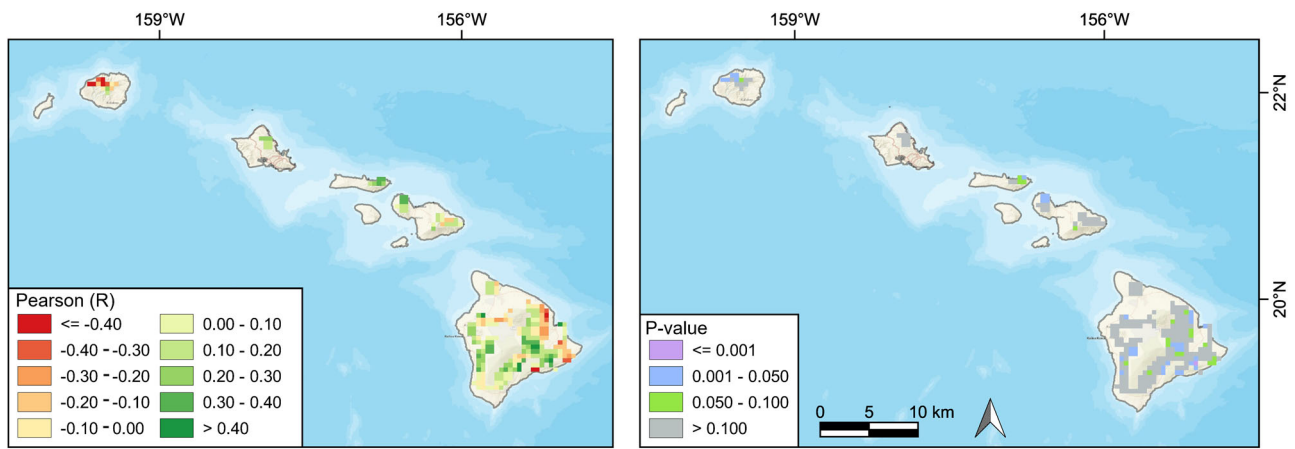 159°W 156°W 159°W 156°W
22°N
20°N
Pearson (R)
<= -0.40 0.00 - 0.10
-0.40 - -0.30 0.10 - 0.20
-0.30 - -0.20 0.20 - 0.30
-0.20 - -0.10 0.30 - 0.40
-0.10 - 0.00 > 0.40
P-value
<= 0.001
0.001 - 0.050
0.050 - 0.100
> 0.100
0 5 10 km